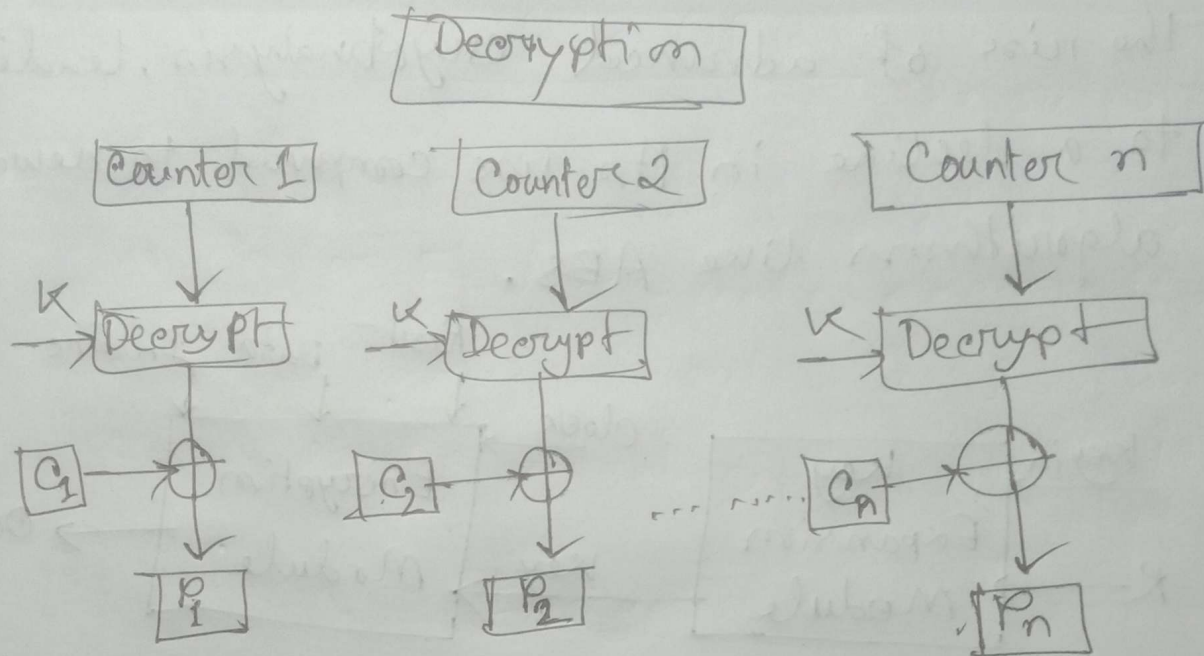 Decryption
Counter 1 Counter 2 Counter n
K K K
Decrypt Decrypt Decrypt
C1 C2 ........ Cn
P1 P2 Pn